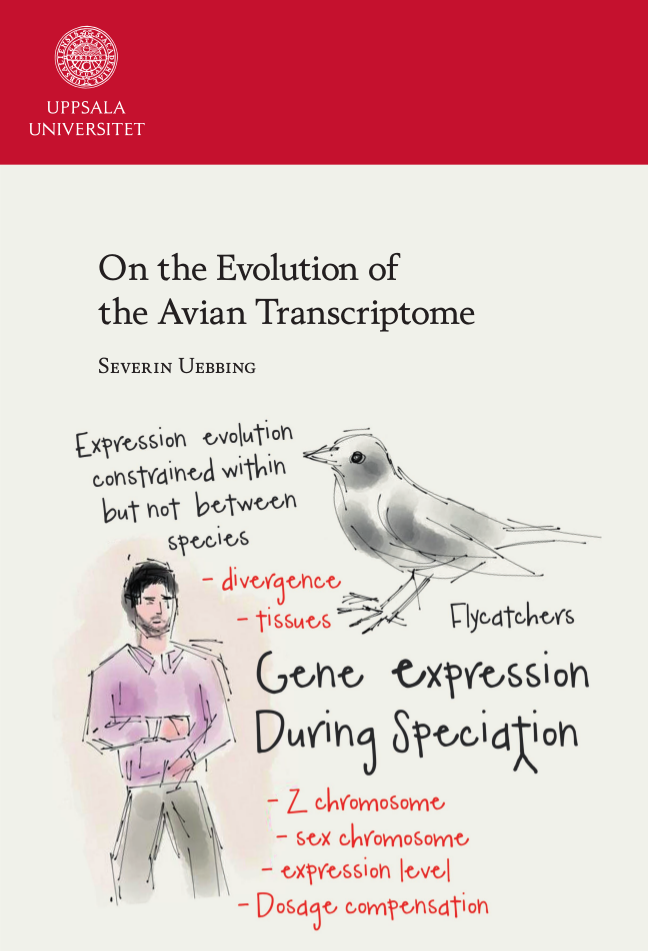 UPPSALA
UNIVERSITET
On the Evolution of
the Avian Transcriptome
SEVERIN UEBBING
Expression evolution
constrained within
but not between
species
- divergence
- tissues
Flycatchers
Gene expression
During Speciation
- Z chromosome
- sex chromosome
- expression level
- Dosage compensation